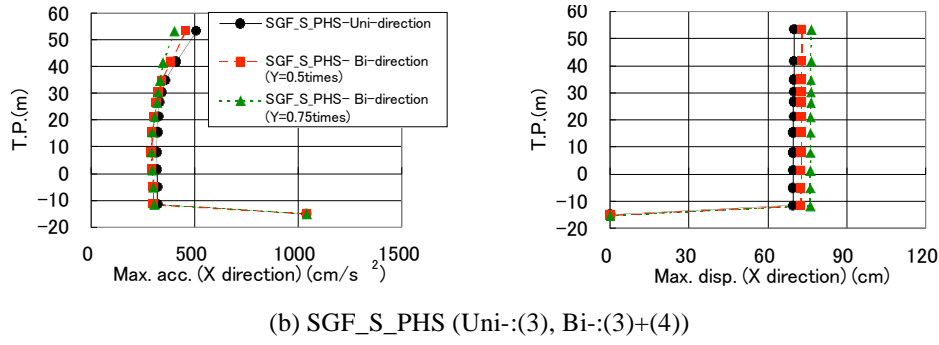 60
50
40
30
20
10
0
−10
−20
T.P.(m)
SGF_S_PHS-Uni-direction
SGF_S_PHS- Bi-direction
(Y=0.5times)
SGF_S_PHS- Bi-direction
(Y=0.75times)
0 500 1000 1500
Max. acc. (X direction) (cm/s 2)
60
50
40
30
20
10
0
−10
−20
T.P.(m)
0 30 60 90 120
Max. disp. (X direction) (cm)
(b) SGF_S_PHS (Uni-:(3), Bi-:(3)+(4))